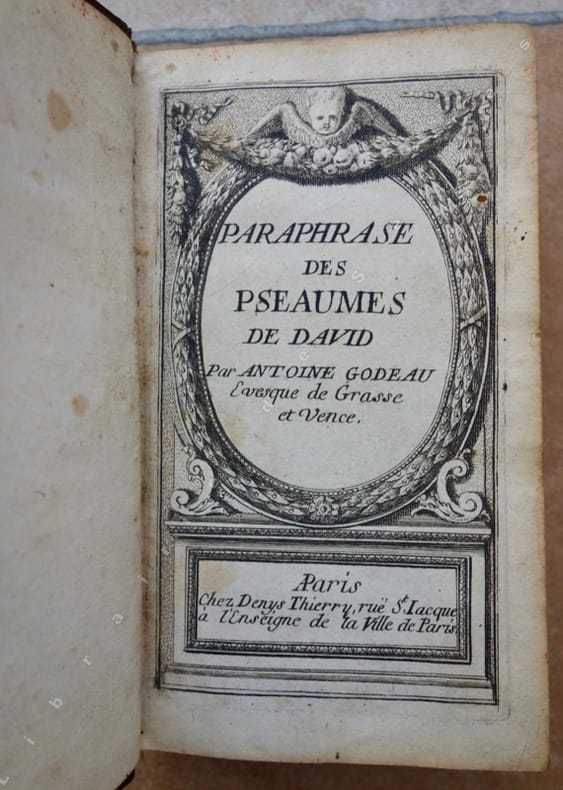 PARAPHRASE
DES
PSEAUMES
DE DAVID
Par ANTOINE GODEAU
Evesque de Grasse
et Vence.
A Paris
Chez Denys Thierry, ruë St. Iacque
à l'Enseigne de la Ville de Paris